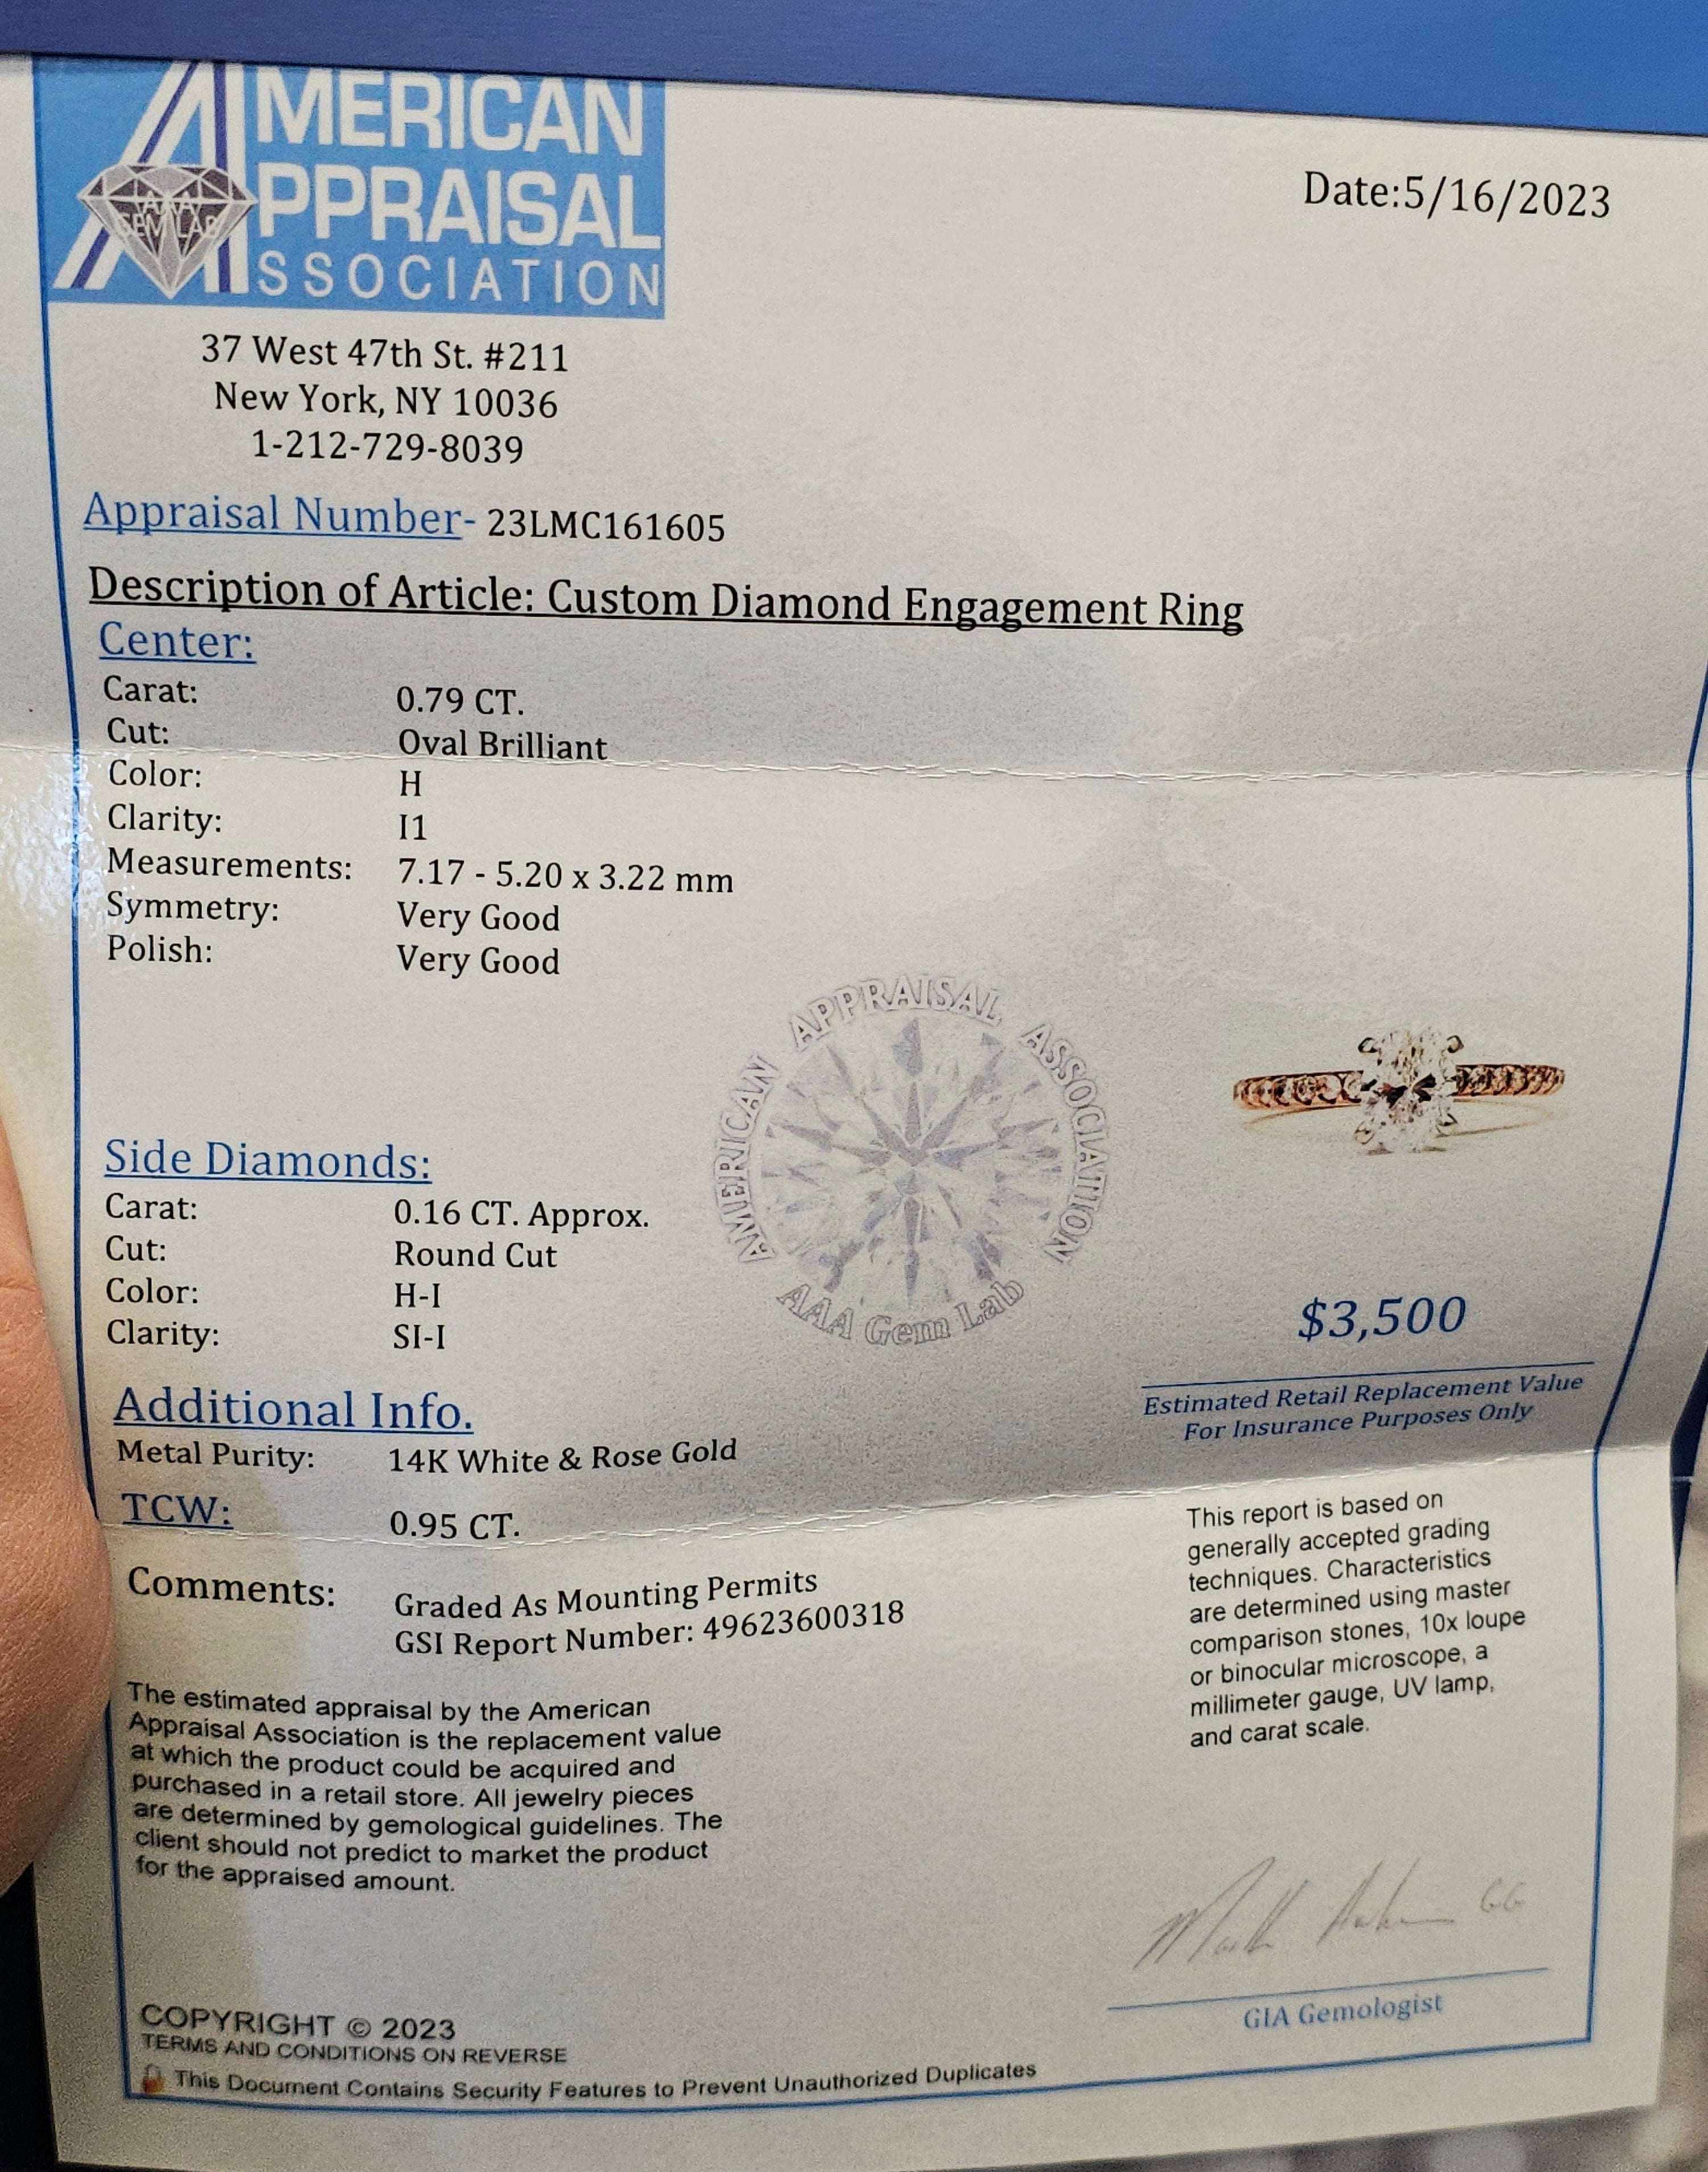 AMERICAN
APPRAISAL
ASSOCIATION
AAA
GEM LAB
Date:5/16/2023
37 West 47th St. #211
New York, NY 10036
1-212-729-8039
Appraisal Number- 23LMC161605
Description of Article: Custom Diamond Engagement Ring
Center:
Carat: 0.79 CT.
Cut: Oval Brilliant
Color: H
Clarity: I1
Measurements: 7.17 - 5.20 x 3.22 mm
Symmetry: Very Good
Polish: Very Good
AMERICAN APPRAISAL ASSOCIATION
AAA Gem Lab
Side Diamonds:
Carat: 0.16 CT. Approx.
Cut: Round Cut
Color: H-I
Clarity: SI-I
$3,500
Estimated Retail Replacement Value
For Insurance Purposes Only
Additional Info.
Metal Purity: 14K White & Rose Gold
TCW: 0.95 CT.
Comments: Graded As Mounting Permits
GSI Report Number: 49623600318
This report is based on
generally accepted grading
techniques. Characteristics
are determined using master
comparison stones, 10x loupe
or binocular microscope, a
millimeter gauge, UV lamp,
and carat scale.
The estimated appraisal by the American
Appraisal Association is the replacement value
at which the product could be acquired and
purchased in a retail store. All jewelry pieces
are determined by gemological guidelines. The
client should not predict to market the product
for the appraised amount.
GG
GIA Gemologist
COPYRIGHT © 2023
TERMS AND CONDITIONS ON REVERSE
This Document Contains Security Features to Prevent Unauthorized Duplicates